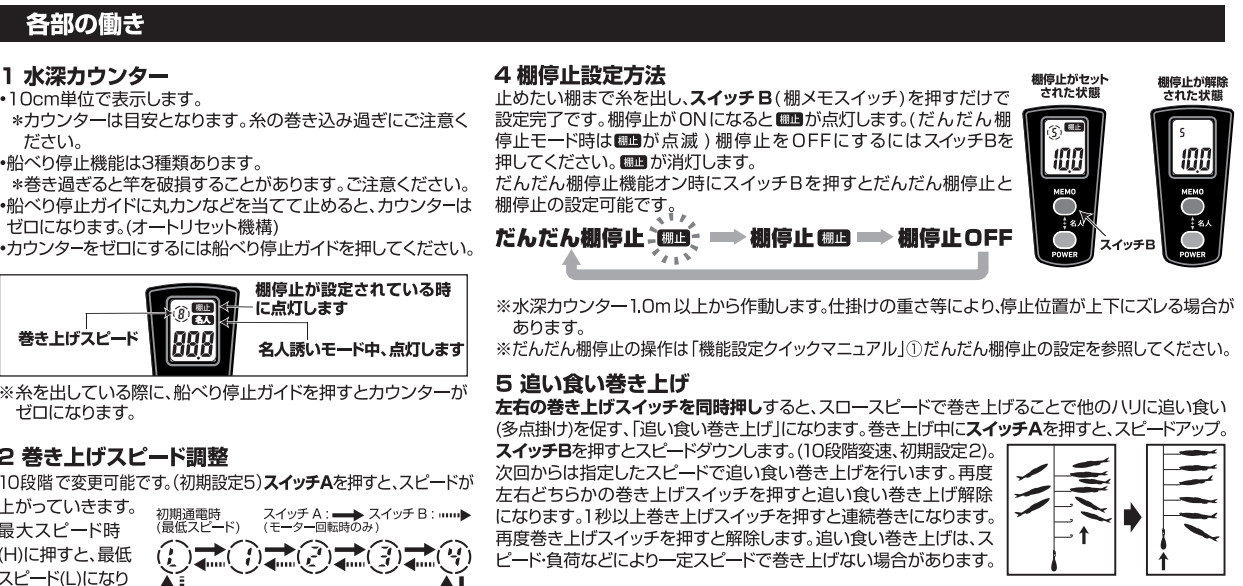 各部の働き
1 水深カウンター
•10cm単位で表示します。
*カウンターは目安となります。糸の巻き込み過ぎにご注意く
ださい。
•船べり停止機能は3種類あります。
*巻き過ぎると竿を破損することがあります。ご注意ください。
•船べり停止ガイドに丸カンなどを当てて止めると、カウンターは
ゼロになります。(オートリセット機構)
•カウンターをゼロにするには船べり停止ガイドを押してください。
巻き上げスピード
8 棚止
名人
88.8
棚停止が設定されている時
に点灯します
名人誘いモード中、点灯します
※糸を出している際に、船べり停止ガイドを押すとカウンターが
ゼロになります。
2 巻き上げスピード調整
10段階で変更可能です。(初期設定5)スイッチAを押すと、スピードが
上がっていきます。
最大スピード時
(H)に押すと、最低
スピード(L)になり
初期通電時
(最低スピード)
スイッチA: スイッチB:
(モーター回転時のみ)
L 1 2 3 4
4 棚停止設定方法
止めたい棚まで糸を出し、スイッチB(棚メモスイッチ)を押すだけで
設定完了です。棚停止がONになると棚止が点灯します。(だんだん棚
停止モード時は棚止が点滅)棚停止をOFFにするにはスイッチBを
押してください。棚止が消灯します。
だんだん棚停止機能オン時にスイッチBを押すとだんだん棚停止と
棚停止の設定可能です。
だんだん棚停止 棚止 棚停止 棚止 棚停止OFF
棚停止がセット
された状態
5 棚止
10.0
MEMO
名人
POWER
スイッチB
棚停止が解除
された状態
5
10.0
MEMO
名人
POWER
※水深カウンター1.0m以上から作動します。仕掛けの重さ等により、停止位置が上下にズレる場合が
あります。
※だんだん棚停止の操作は「機能設定クイックマニュアル」①だんだん棚停止の設定を参照してください。
5 追い食い巻き上げ
左右の巻き上げスイッチを同時押しすると、スロースピードで巻き上げることで他のハリに追い食い
(多点掛け)を促す、「追い食い巻き上げ」になります。巻き上げ中にスイッチAを押すと、スピードアップ。
スイッチBを押すとスピードダウンします。(10段階変速、初期設定2)。
次回からは指定したスピードで追い食い巻き上げを行います。再度
左右どちらかの巻き上げスイッチを押すと追い食い巻き上げ解除
になります。1秒以上巻き上げスイッチを押すと連続巻きになります。
再度巻き上げスイッチを押すと解除します。追い食い巻き上げは、ス
ピード・負荷などにより一定スピードで巻き上げない場合があります。